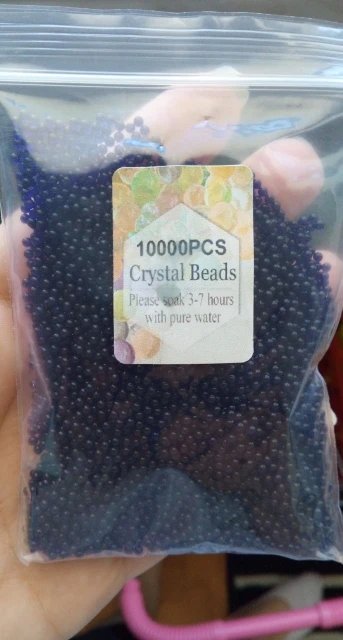 10000PCS
Crystal Beads
Please soak 3-7 hours
with pure water